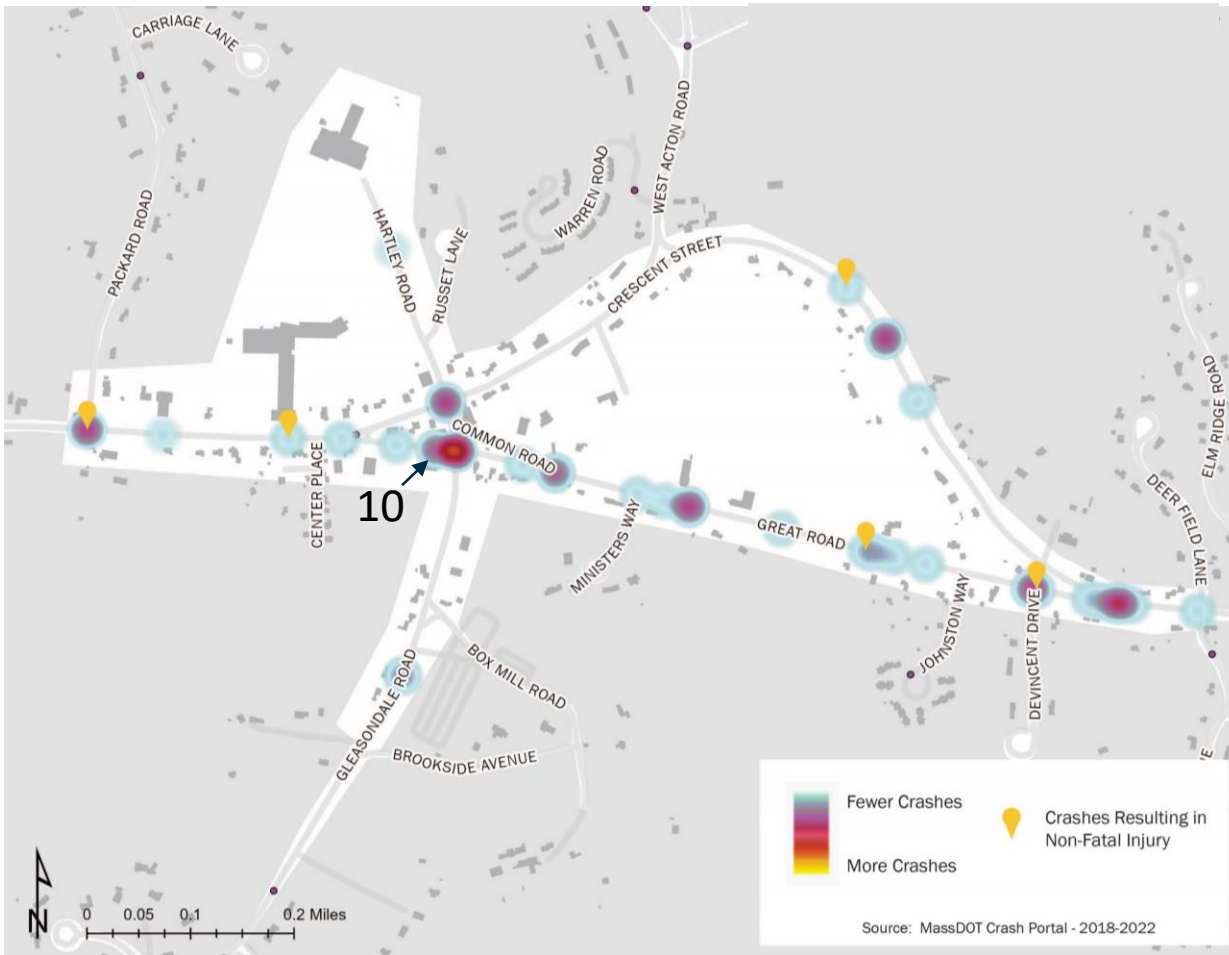 CARRIAGE LANE
PACKARD ROAD
HARTLEY ROAD
RUSSET LANE
WARREN ROAD
WEST ACTON ROAD
CRESCENT STREET
COMMON ROAD
CENTER PLACE
10
MINISTERS WAY
GREAT ROAD
JOHNSTON WAY
DEVINCENT DRIVE
DEER FIELD LANE
ELM RIDGE ROAD
GLEASONDALE ROAD
BOX MILL ROAD
BROOKSIDE AVENUE
Fewer Crashes
More Crashes
Crashes Resulting in
Non-Fatal Injury
Source: MassDOT Crash Portal - 2018-2022
N
0 0.05 0.1 0.2 Miles